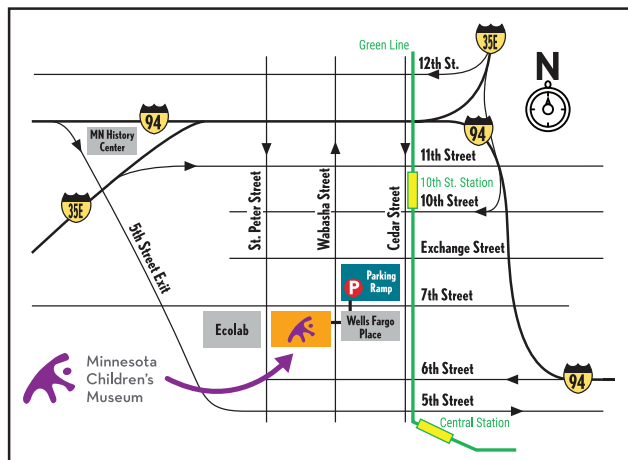 Green Line
35E
12th St.
N
94
MN History
Center
94
11th Street
10th St. Station
10th Street
35E
St. Peter Street
Wabasha Street
Cedar Street
5th Street Exit
Exchange Street
P
Parking
Ramp
7th Street
Ecolab
Wells Fargo
Place
Minnesota
Children's
Museum
6th Street
94
5th Street
Central Station